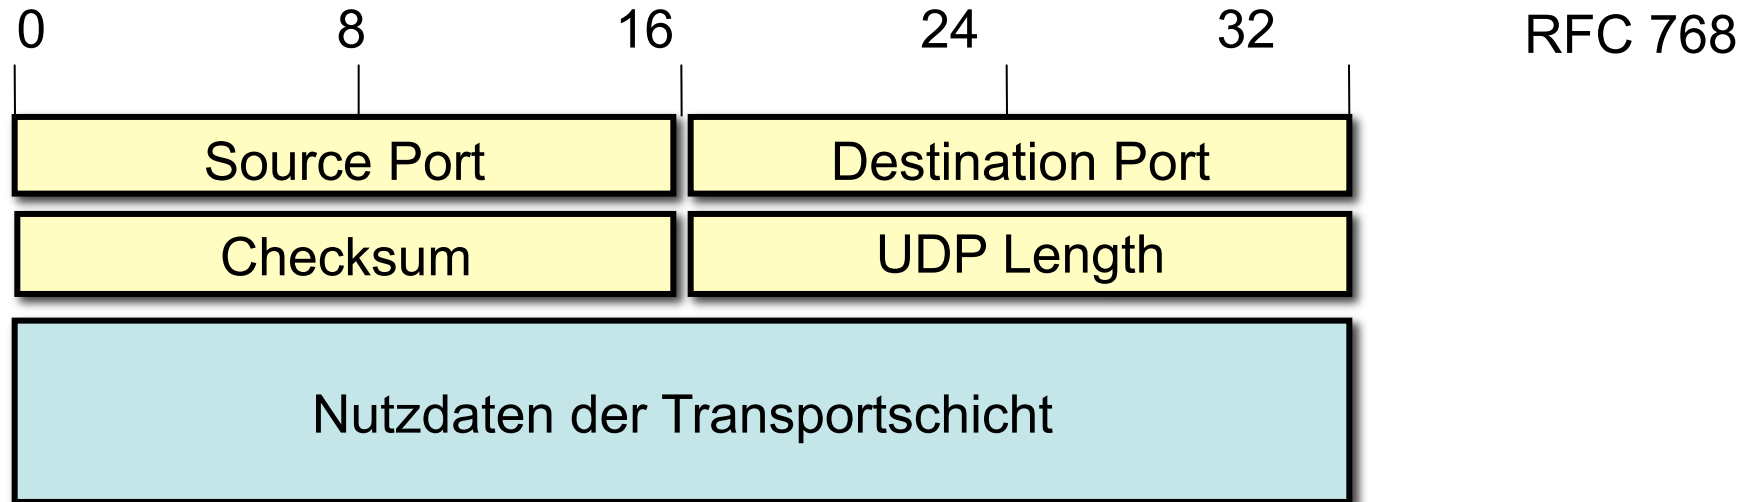 0 8 16 24 32 RFC 768
Source Port Destination Port
Checksum UDP Length
Nutzdaten der Transportschicht